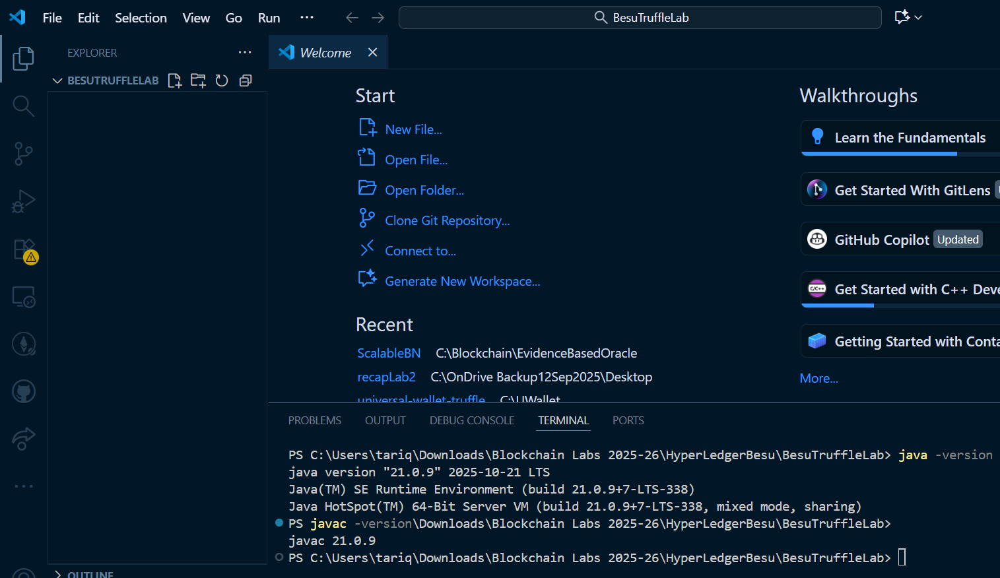 File Edit Selection View Go Run ···
BesuTruffleLab
EXPLORER
BESUTRUFFLELAB
Welcome
Start
New File...
Open File...
Open Folder...
Clone Git Repository...
Connect to...
Generate New Workspace...
Recent
ScalableBN C:\Blockchain\EvidenceBasedOracle
recapLab2 C:\OnDrive Backup12Sep2025\Desktop
universal-wallet-truffle C:\UWallet
Walkthroughs
Learn the Fundamentals
Get Started With GitLens
GitHub Copilot Updated
C/C++
Get Started with C++ Deve
Getting Started with Conta
More...
PROBLEMS OUTPUT DEBUG CONSOLE TERMINAL PORTS
PS C:\Users\tariq\Downloads\Blockchain Labs 2025-26\HyperLedgerBesu\BesuTruffleLab> java -version
java version "21.0.9" 2025-10-21 LTS
Java(TM) SE Runtime Environment (build 21.0.9+7-LTS-338)
Java HotSpot(TM) 64-Bit Server VM (build 21.0.9+7-LTS-338, mixed mode, sharing)
PS javac -version\Downloads\Blockchain Labs 2025-26\HyperLedgerBesu\BesuTruffleLab>
javac 21.0.9
PS C:\Users\tariq\Downloads\Blockchain Labs 2025-26\HyperLedgerBesu\BesuTruffleLab>
OUTLINE